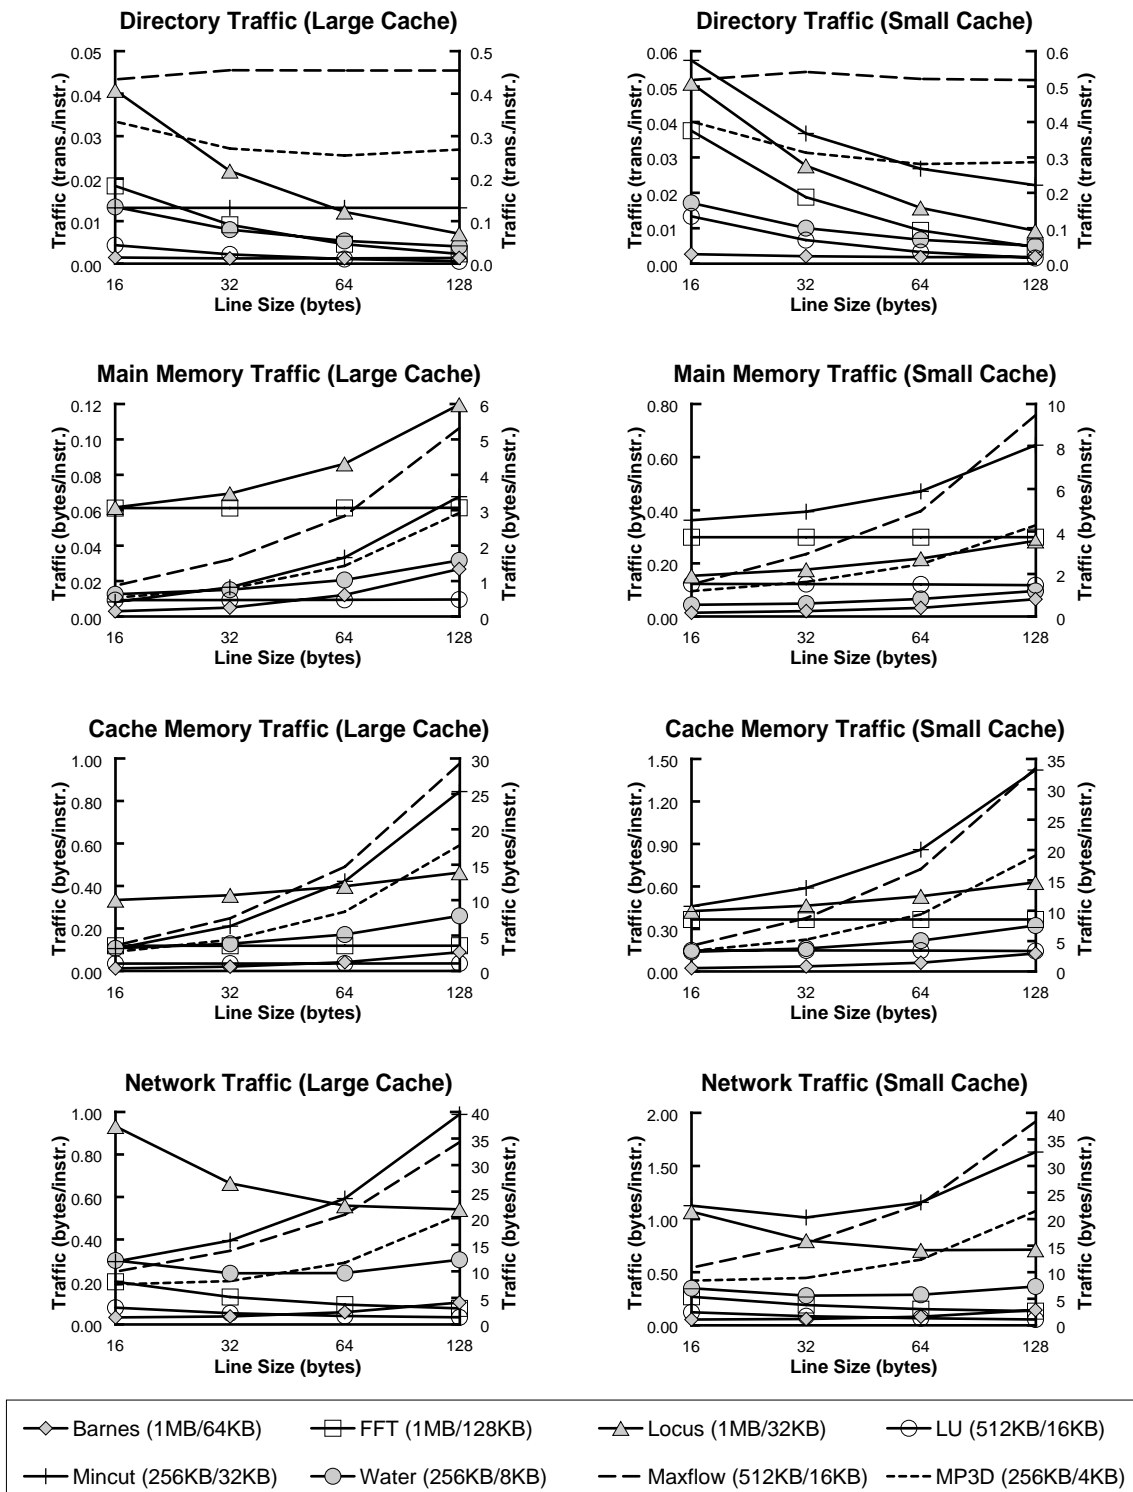 Directory Traffic (Large Cache)
Traffic (trans./instr.)
0.05
0.04
0.03
0.02
0.01
0.00
0.5
0.4
0.3
0.2
0.1
0.0
Traffic (trans./instr.)
16 32 64 128
Line Size (bytes)
Directory Traffic (Small Cache)
Traffic (trans./instr.)
0.06
0.05
0.04
0.03
0.02
0.01
0.00
0.6
0.5
0.4
0.3
0.2
0.1
0.0
Traffic (trans./instr.)
16 32 64 128
Line Size (bytes)
Main Memory Traffic (Large Cache)
Traffic (bytes/instr.)
0.12
0.10
0.08
0.06
0.04
0.02
0.00
6
5
4
3
2
1
0
Traffic (bytes/instr.)
16 32 64 128
Line Size (bytes)
Main Memory Traffic (Small Cache)
Traffic (bytes/instr.)
0.80
0.60
0.40
0.20
0.00
10
8
6
4
2
0
Traffic (bytes/instr.)
16 32 64 128
Line Size (bytes)
Cache Memory Traffic (Large Cache)
Traffic (bytes/instr.)
1.00
0.80
0.60
0.40
0.20
0.00
30
25
20
15
10
5
0
Traffic (bytes/instr.)
16 32 64 128
Line Size (bytes)
Cache Memory Traffic (Small Cache)
Traffic (bytes/instr.)
1.50
1.20
0.90
0.60
0.30
0.00
35
30
25
20
15
10
5
0
Traffic (bytes/instr.)
16 32 64 128
Line Size (bytes)
Network Traffic (Large Cache)
Traffic (bytes/instr.)
1.00
0.80
0.60
0.40
0.20
0.00
40
35
30
25
20
15
10
5
0
Traffic (bytes/instr.)
16 32 64 128
Line Size (bytes)
Network Traffic (Small Cache)
Traffic (bytes/instr.)
2.00
1.50
1.00
0.50
0.00
40
35
30
25
20
15
10
5
0
Traffic (bytes/instr.)
16 32 64 128
Line Size (bytes)
Barnes (1MB/64KB) FFT (1MB/128KB) Locus (1MB/32KB) LU (512KB/16KB)
Mincut (256KB/32KB) Water (256KB/8KB) Maxflow (512KB/16KB) MP3D (256KB/4KB)